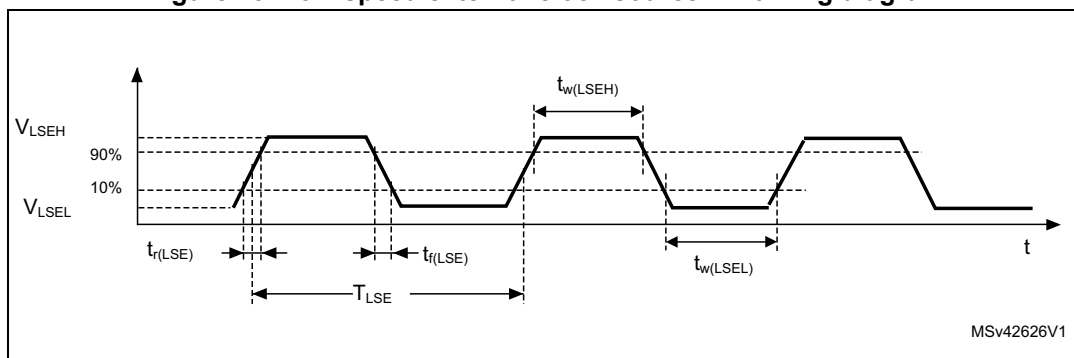 V_LSEH
90%
10%
V_LSEL
t_r(LSE)
t_f(LSE)
T_LSE
t_w(LSEH)
t_w(LSEL)
t
MSv42626V1